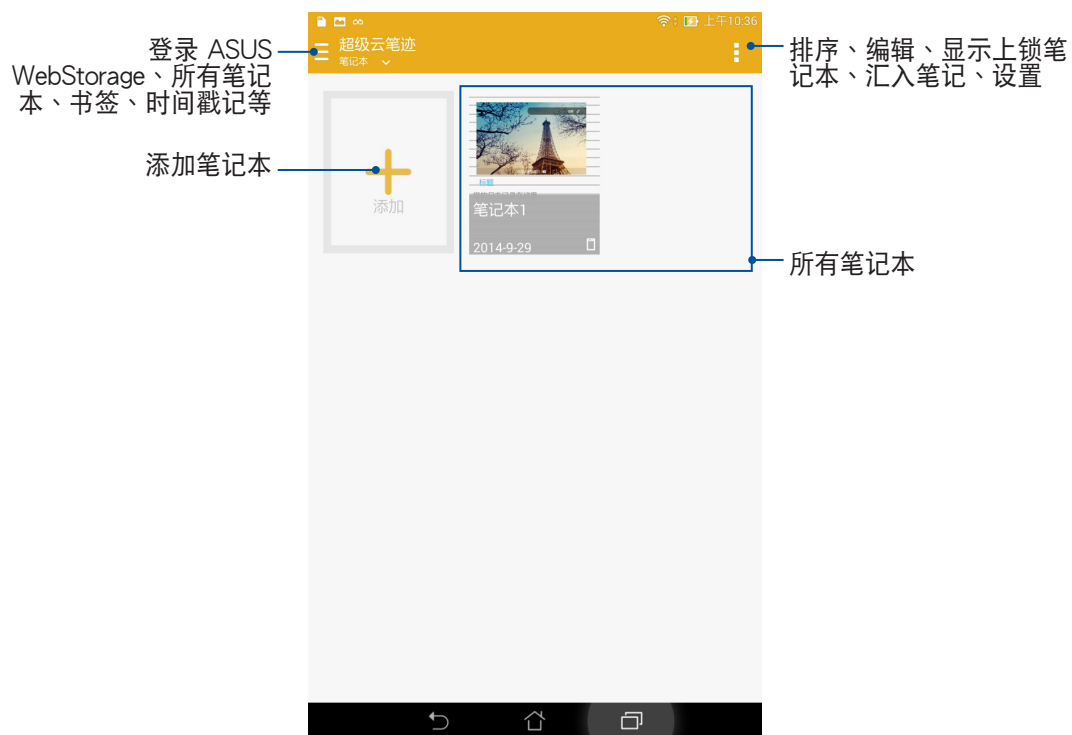 上午10:36
超级云笔迹
笔记本
登录 ASUS
WebStorage、所有笔记
本、书签、时间戳记等
排序、编辑、显示上锁笔
记本、汇入笔记、设置
添加笔记本
添加
标题
笔记本1
2014-9-29
所有笔记本